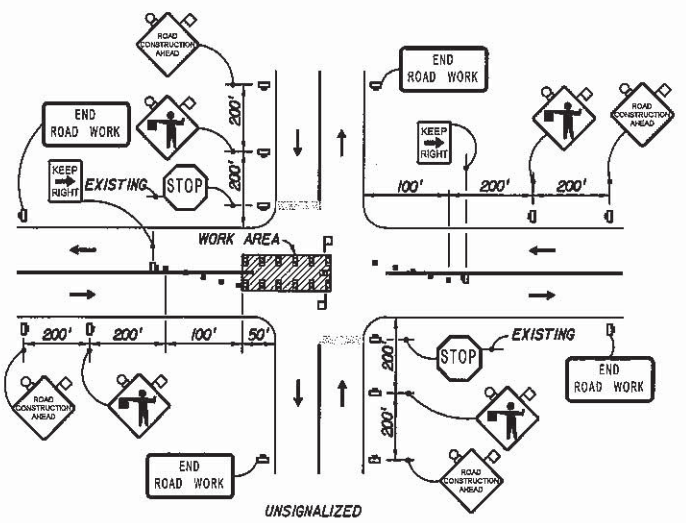 ROAD
CONSTRUCTION
AHEAD
END
ROAD WORK
END
ROAD WORK
200'
KEEP
RIGHT
ROAD
CONSTRUCTION
AHEAD
KEEP
RIGHT
EXISTING
STOP
200'
100'
200'
200'
WORK AREA
200'
200'
100'
50'
200'
STOP
EXISTING
END
ROAD WORK
ROAD
CONSTRUCTION
AHEAD
200'
END
ROAD WORK
ROAD
CONSTRUCTION
AHEAD
UNSIGNALIZED